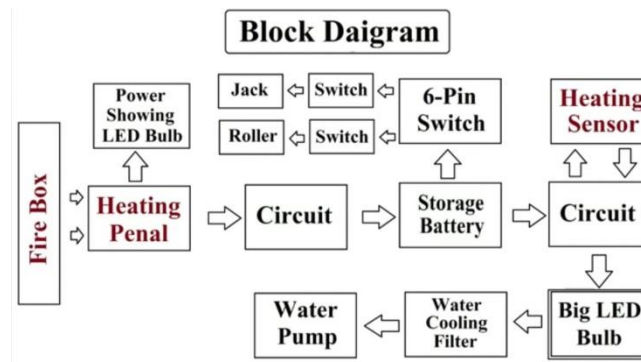 Block Daigram
Power
Showing
LED Bulb
Jack
Switch
6-Pin
Switch
Roller
Switch
Heating
Sensor
Fire Box
Heating
Penal
Circuit
Storage
Battery
Circuit
Water
Pump
Water
Cooling
Filter
Big LED
Bulb